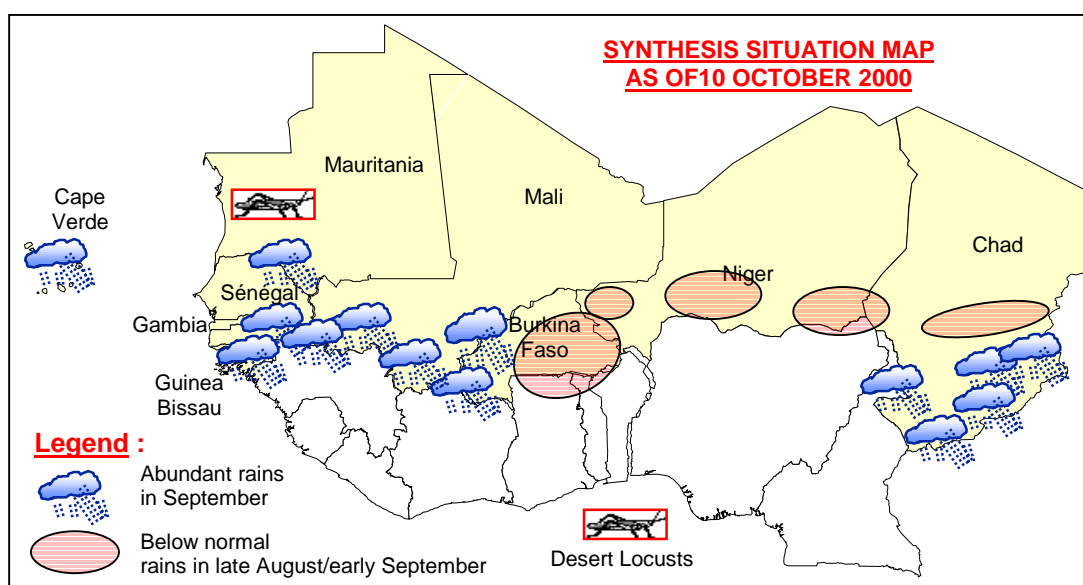 SYNTHESIS SITUATION MAP
AS OF10 OCTOBER 2000
Mauritania
Mali
Cape
Verde
Chad
Niger
Sénégal
Gambia
Burkina
Faso
Guinea
Bissau
Legend :
Abundant rains
in September
Below normal
rains in late August/early September
Desert Locusts